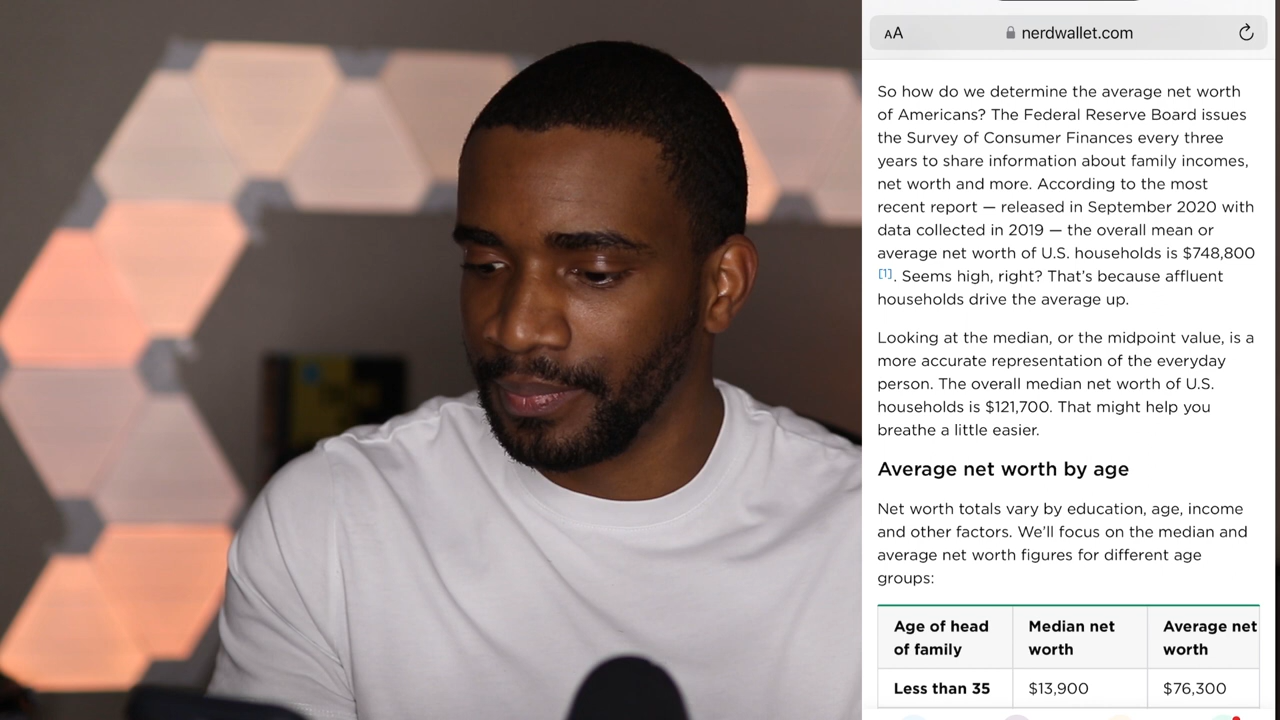 AA
nerdwallet.com
So how do we determine the average net worth
of Americans? The Federal Reserve Board issues
the Survey of Consumer Finances every three
years to share information about family incomes,
net worth and more. According to the most
recent report — released in September 2020 with
data collected in 2019 — the overall mean or
average net worth of U.S. households is $748,800
[1]. Seems high, right? That’s because affluent
households drive the average up.
Looking at the median, or the midpoint value, is a
more accurate representation of the everyday
person. The overall median net worth of U.S.
households is $121,700. That might help you
breathe a little easier.
Average net worth by age
Net worth totals vary by education, age, income
and other factors. We’ll focus on the median and
average net worth figures for different age
groups:
Age of head of family
Median net worth
Average net worth
Less than 35
$13,900
$76,300